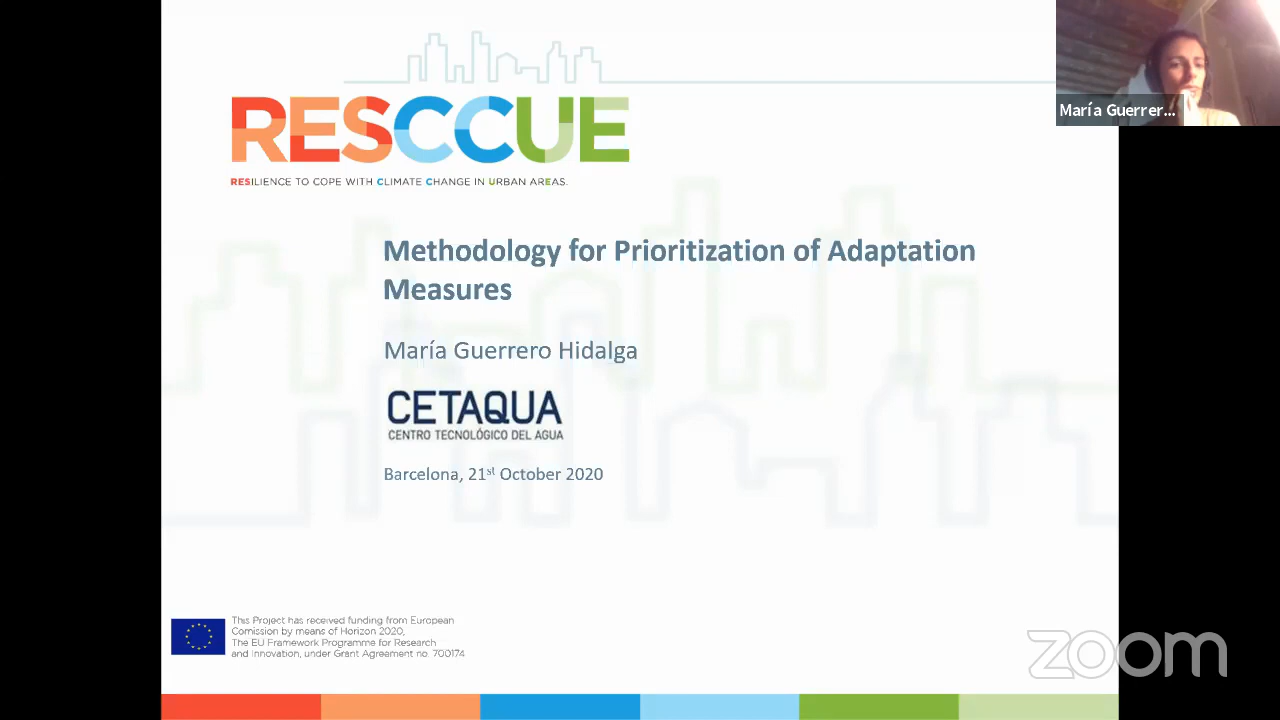 RESCCUE
RESILIENCE TO COPE WITH CLIMATE CHANGE IN URBAN AREAS.
María Guerrer...
Methodology for Prioritization of Adaptation
Measures
María Guerrero Hidalga
CETAQUA
CENTRO TECNOLÓGICO DEL AGUA
Barcelona, 21st October 2020
This Project has received funding from European
Comission by means of Horizon 2020,
The EU Framework Programme for Research
and Innovation, under Grant Agreement no. 700174
zoom